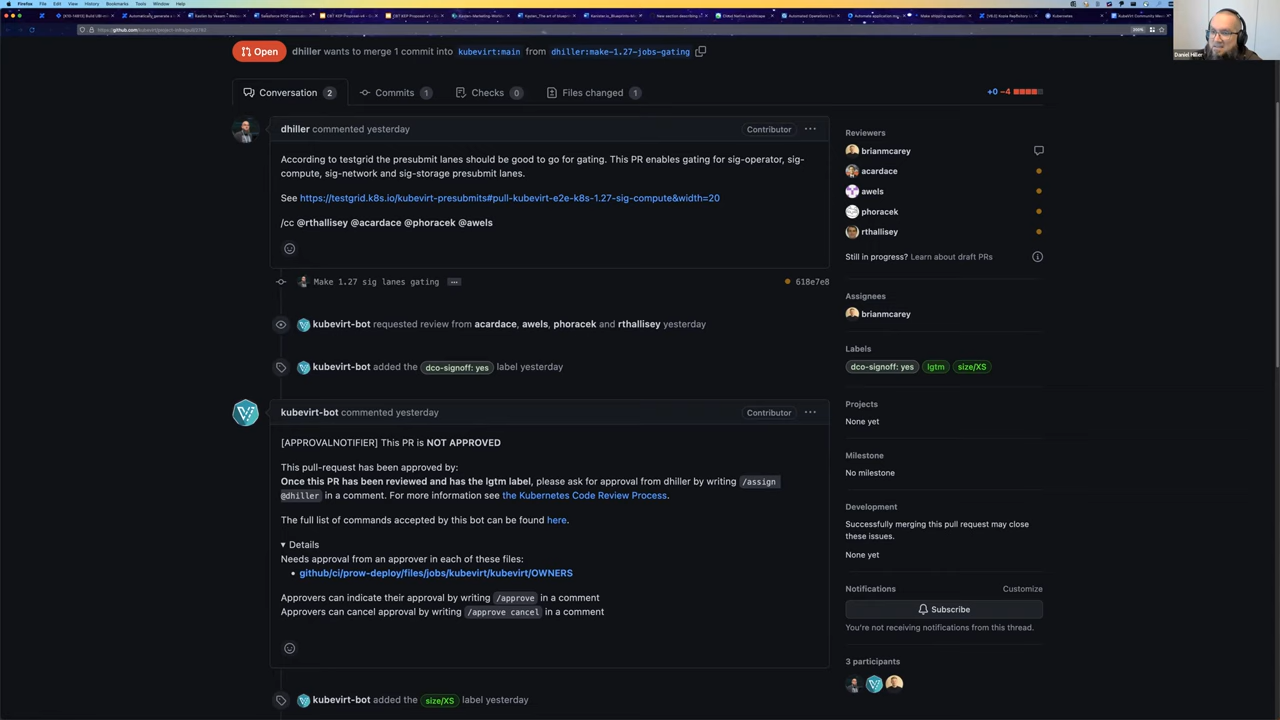 Firefox File Edit View History Bookmarks Tools Window
Daniel Hiller
Open
dhiller wants to merge 1 commit into kubevirt:main from dhiller:make-1.27-jobs-gating
Conversation 2
Commits 1
Checks 0
Files changed 1
+0 −4
dhiller commented yesterday
Contributor
According to testgrid the presubmit lanes should be good to go for gating. This PR enables gating for sig-operator, sig-
compute, sig-network and sig-storage presubmit lanes.
See https://testgrid.k8s.io/kubevirt-presubmits#pull-kubevirt-e2e-k8s-1.27-sig-compute&width=20
/cc @rthallisey @acardace @phoracek @awels
Make 1.27 sig lanes gating ...
618e7e8
kubevirt-bot requested review from acardace, awels, phoracek and rthallisey yesterday
kubevirt-bot added the dco-signoff: yes label yesterday
kubevirt-bot commented yesterday
Contributor
[APPROVALNOTIFIER] This PR is NOT APPROVED
This pull-request has been approved by:
Once this PR has been reviewed and has the lgtm label, please ask for approval from dhiller by writing /assign
@dhiller in a comment. For more information see the Kubernetes Code Review Process.
The full list of commands accepted by this bot can be found here.
▼ Details
Needs approval from an approver in each of these files:
• github/ci/prow-deploy/files/jobs/kubevirt/kubevirt/OWNERS
Approvers can indicate their approval by writing /approve in a comment
Approvers can cancel approval by writing /approve cancel in a comment
kubevirt-bot added the size/XS label yesterday
Reviewers
brianmcarey
acardace
awels
phoracek
rthallisey
Still in progress? Learn about draft PRs
Assignees
brianmcarey
Labels
dco-signoff: yes lgtm size/XS
Projects
None yet
Milestone
No milestone
Development
Successfully merging this pull request may close
these issues.
None yet
Notifications
Customize
Subscribe
You're not receiving notifications from this thread.
3 participants